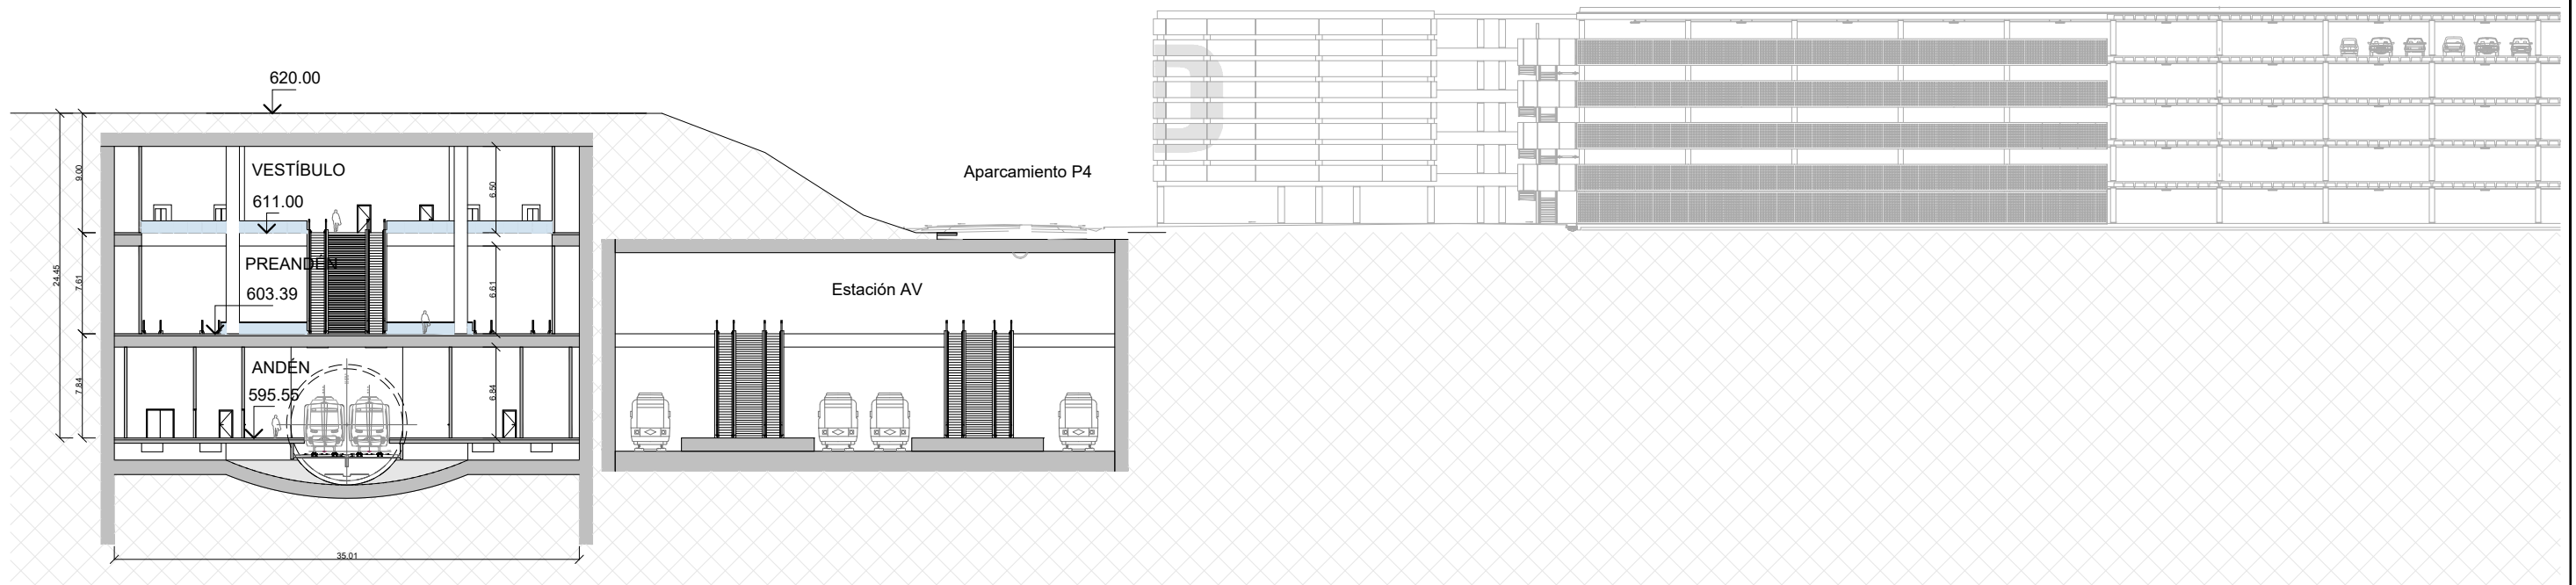 620.00
9.00
6.50
VESTÍBULO
611.00
Aparcamiento P4
24.45
7.61
6.61
PREANDÉN
603.39
Estación AV
7.84
6.84
ANDÉN
595.55
35.01